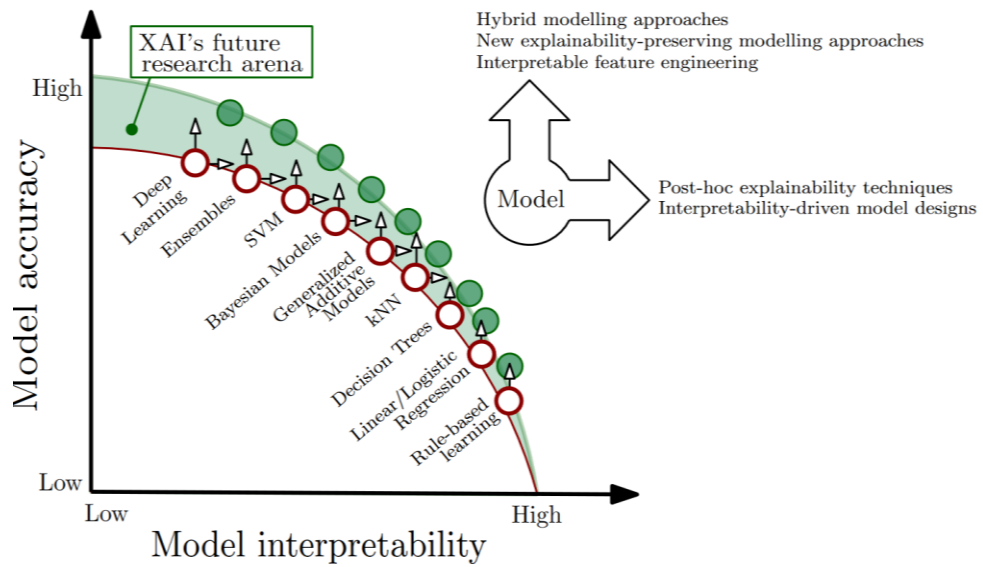 XAI's future
research arena
High
Model accuracy
Low
Low
High
Model interpretability
Deep
Learning
Ensembles
SVM
Bayesian Models
Generalized
Additive
Models
kNN
Decision Trees
Linear/Logistic
Regression
Rule-based
learning
Hybrid modelling approaches
New explainability-preserving modelling approaches
Interpretable feature engineering
Model
Post-hoc explainability techniques
Interpretability-driven model designs